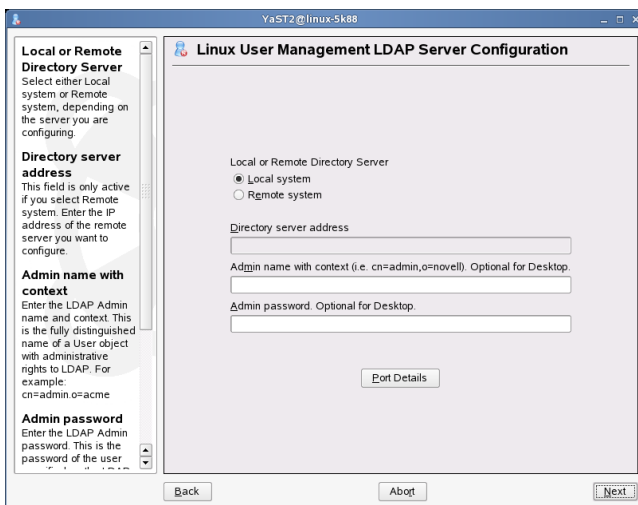 YaST2@linux-5k88
Local or Remote
Directory Server
Select either Local
system or Remote
system, depending on
the server you are
configuring.
Directory server
address
This field is only active
if you select Remote
system. Enter the IP
address of the remote
server you want to
configure.
Admin name with
context
Enter the LDAP Admin
name and context. This
is the fully distinguished
name of a User object
with administrative
rights to LDAP. For
example:
cn=admin.o=acme
Admin password
Enter the LDAP Admin
password. This is the
password of the user
Linux User Management LDAP Server Configuration
Local or Remote Directory Server
Local system
Remote system
Directory server address
Admin name with context (i.e. cn=admin,o=novell). Optional for Desktop.
Admin password. Optional for Desktop.
Port Details
Back
Abort
Next